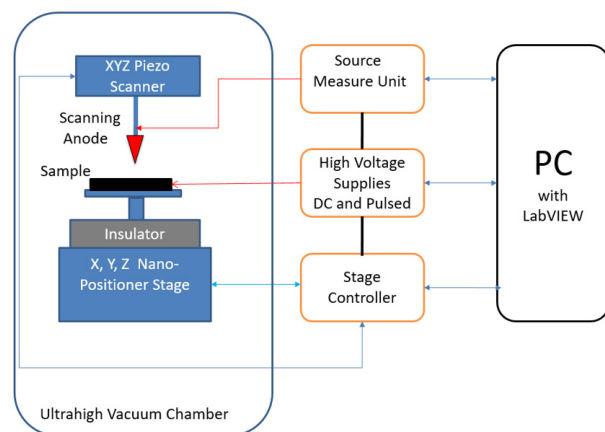 XYZ Piezo
Scanner
Scanning
Anode
Sample
Insulator
X, Y, Z Nano-
Positioner Stage
Ultrahigh Vacuum Chamber
Source
Measure Unit
High Voltage
Supplies
DC and Pulsed
Stage
Controller
PC
with
LabVIEW